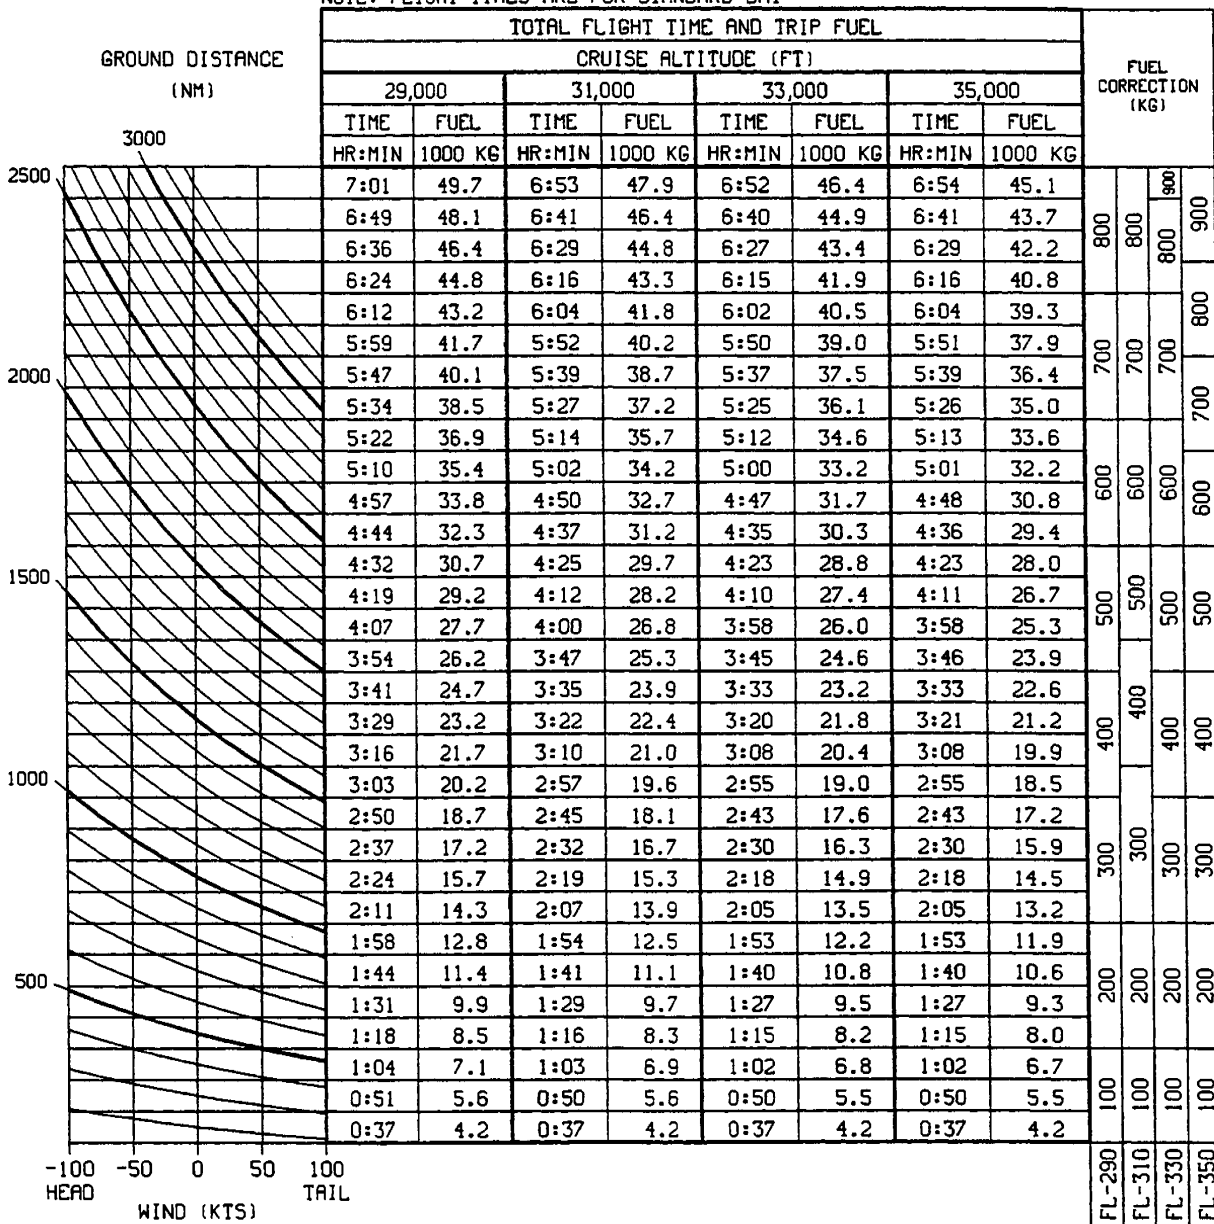 TOTAL FLIGHT TIME AND TRIP FUEL
GROUND DISTANCE
(NM)
CRUISE ALTITUDE (FT)
FUEL
CORRECTION
(KG)
29,000 31,000 33,000 35,000
TIME FUEL TIME FUEL TIME FUEL TIME FUEL
HR:MIN 1000 KG HR:MIN 1000 KG HR:MIN 1000 KG HR:MIN 1000 KG
3000
2500
2000
1500
1000
500
7:01 49.7 6:53 47.9 6:52 46.4 6:54 45.1
6:49 48.1 6:41 46.4 6:40 44.9 6:41 43.7
6:36 46.4 6:29 44.8 6:27 43.4 6:29 42.2
6:24 44.8 6:16 43.3 6:15 41.9 6:16 40.8
6:12 43.2 6:04 41.8 6:02 40.5 6:04 39.3
5:59 41.7 5:52 40.2 5:50 39.0 5:51 37.9
5:47 40.1 5:39 38.7 5:37 37.5 5:39 36.4
5:34 38.5 5:27 37.2 5:25 36.1 5:26 35.0
5:22 36.9 5:14 35.7 5:12 34.6 5:13 33.6
5:10 35.4 5:02 34.2 5:00 33.2 5:01 32.2
4:57 33.8 4:50 32.7 4:47 31.7 4:48 30.8
4:44 32.3 4:37 31.2 4:35 30.3 4:36 29.4
4:32 30.7 4:25 29.7 4:23 28.8 4:23 28.0
4:19 29.2 4:12 28.2 4:10 27.4 4:11 26.7
4:07 27.7 4:00 26.8 3:58 26.0 3:58 25.3
3:54 26.2 3:47 25.3 3:45 24.6 3:46 23.9
3:41 24.7 3:35 23.9 3:33 23.2 3:33 22.6
3:29 23.2 3:22 22.4 3:20 21.8 3:21 21.2
3:16 21.7 3:10 21.0 3:08 20.4 3:08 19.9
3:03 20.2 2:57 19.6 2:55 19.0 2:55 18.5
2:50 18.7 2:45 18.1 2:43 17.6 2:43 17.2
2:37 17.2 2:32 16.7 2:30 16.3 2:30 15.9
2:24 15.7 2:19 15.3 2:18 14.9 2:18 14.5
2:11 14.3 2:07 13.9 2:05 13.5 2:05 13.2
1:58 12.8 1:54 12.5 1:53 12.2 1:53 11.9
1:44 11.4 1:41 11.1 1:40 10.8 1:40 10.6
1:31 9.9 1:29 9.7 1:27 9.5 1:27 9.3
1:18 8.5 1:16 8.3 1:15 8.2 1:15 8.0
1:04 7.1 1:03 6.9 1:02 6.8 1:02 6.7
0:51 5.6 0:50 5.6 0:50 5.5 0:50 5.5
0:37 4.2 0:37 4.2 0:37 4.2 0:37 4.2
800 700 600 500 400 300 200 100 FL-290
800 700 600 500 400 300 200 100 FL-310
900 800 700 600 500 400 300 200 100 FL-330
900 800 700 600 500 400 300 200 100 FL-350
-100 -50 0 50 100
HEAD TAIL
WIND (KTS)